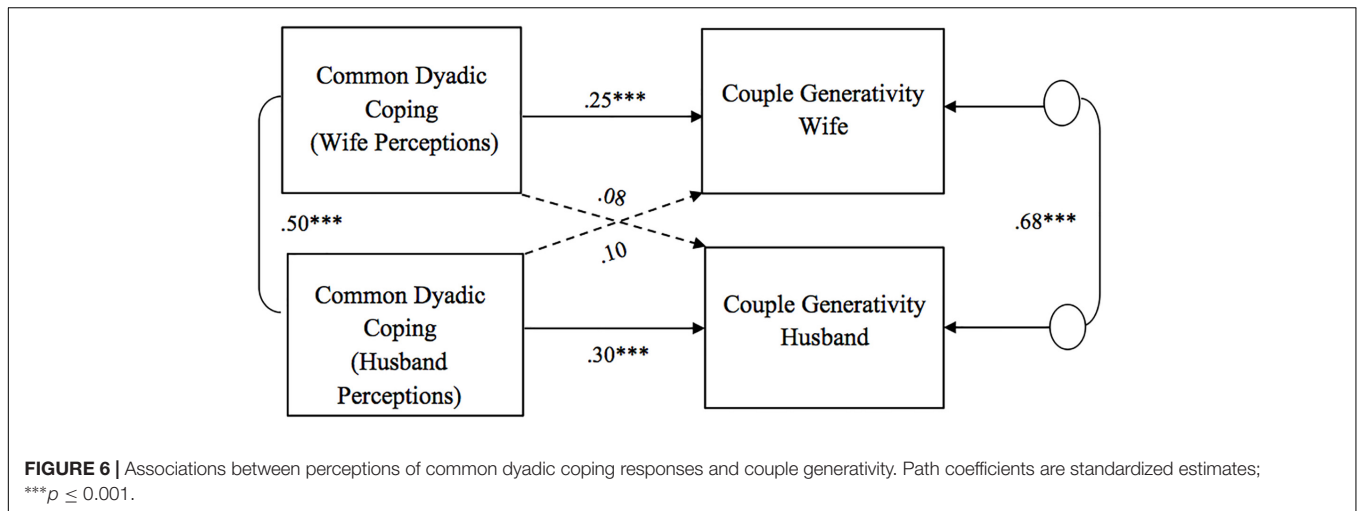 Common Dyadic
Coping
(Wife Perceptions)
.25***
Couple Generativity
Wife
.50***
.08
.10
.68***
Common Dyadic
Coping
(Husband
Perceptions)
.30***
Couple Generativity
Husband
FIGURE 6 | Associations between perceptions of common dyadic coping responses and couple generativity. Path coefficients are standardized estimates;
***p ≤ 0.001.